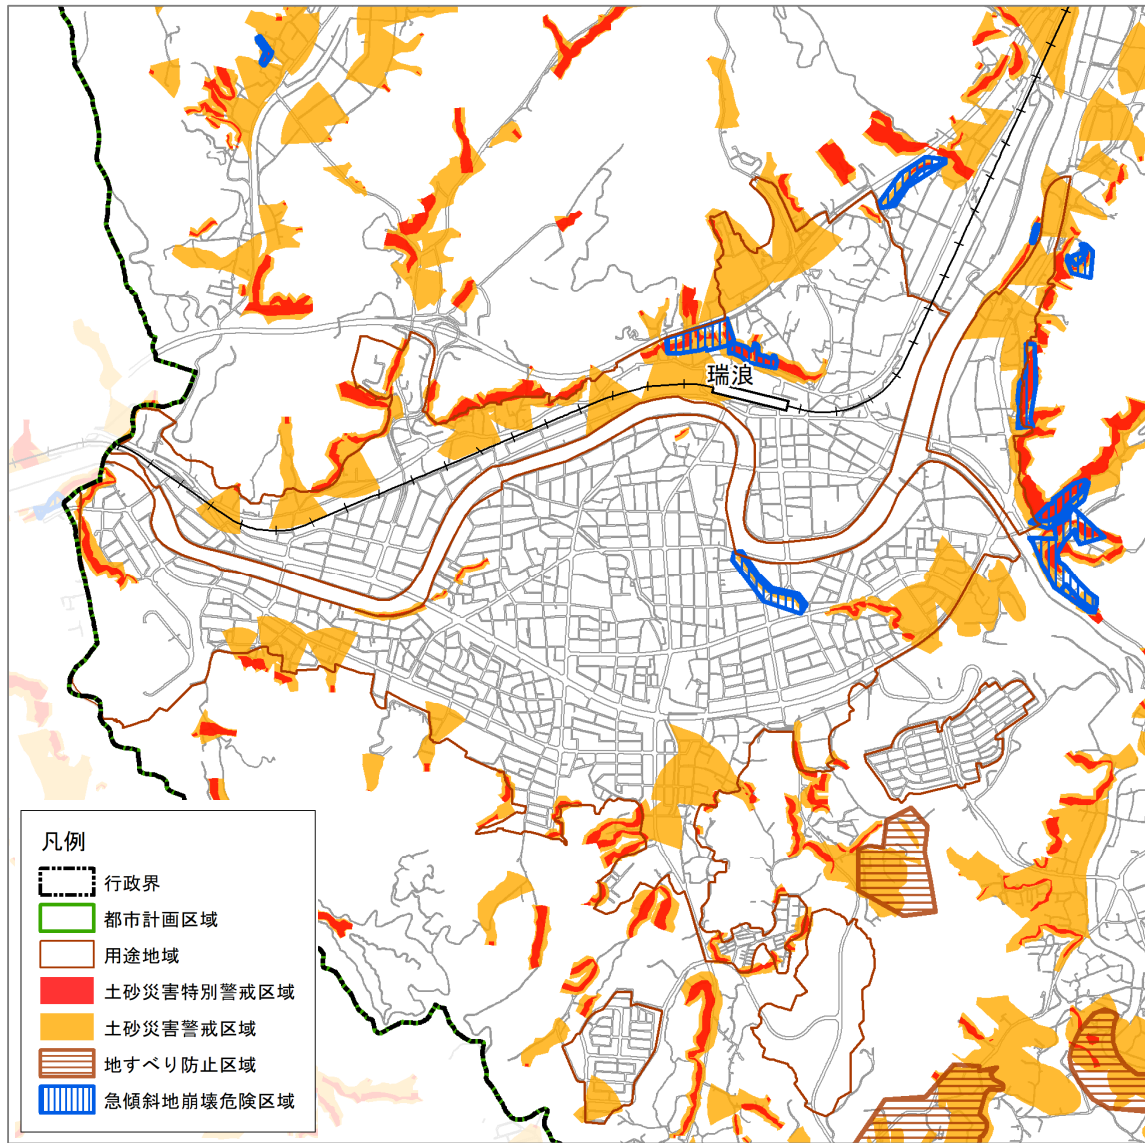 瑞浪
凡例
行政界
都市計画区域
用途地域
土砂災害特別警戒区域
土砂災害警戒区域
地すべり防止区域
急傾斜地崩壊危険区域